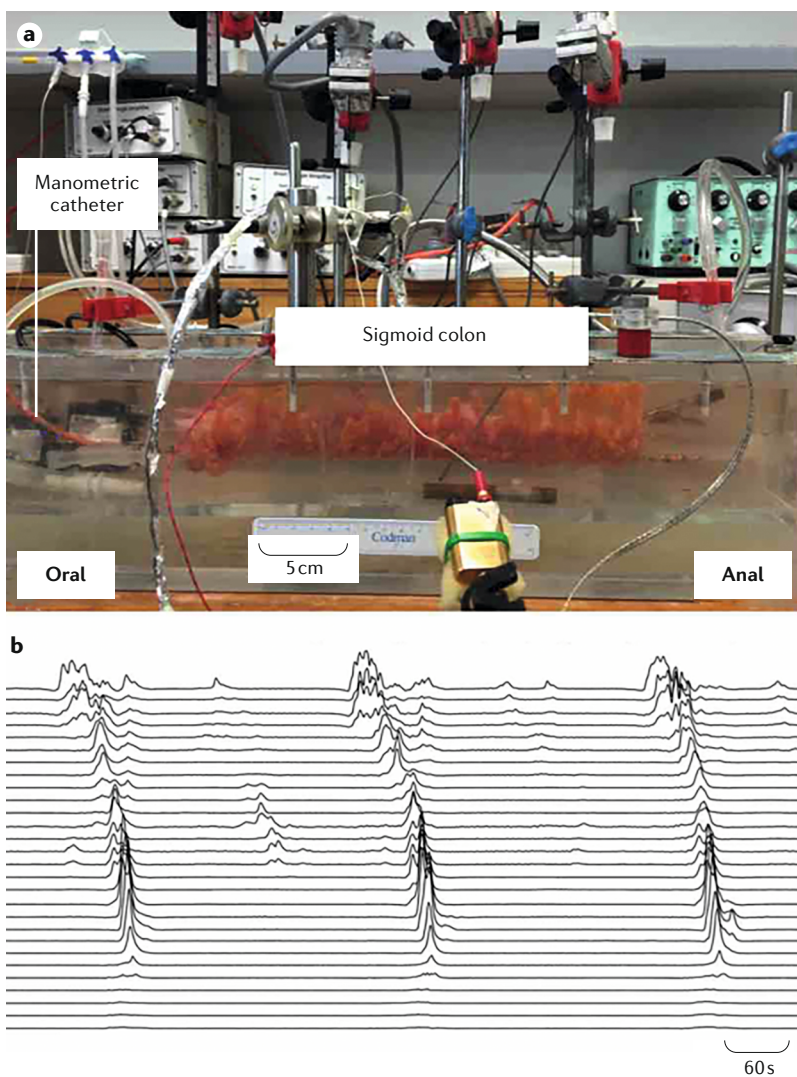 a
Manometric
catheter
Sigmoid colon
Codman
5 cm
Oral
Anal
b
60 s